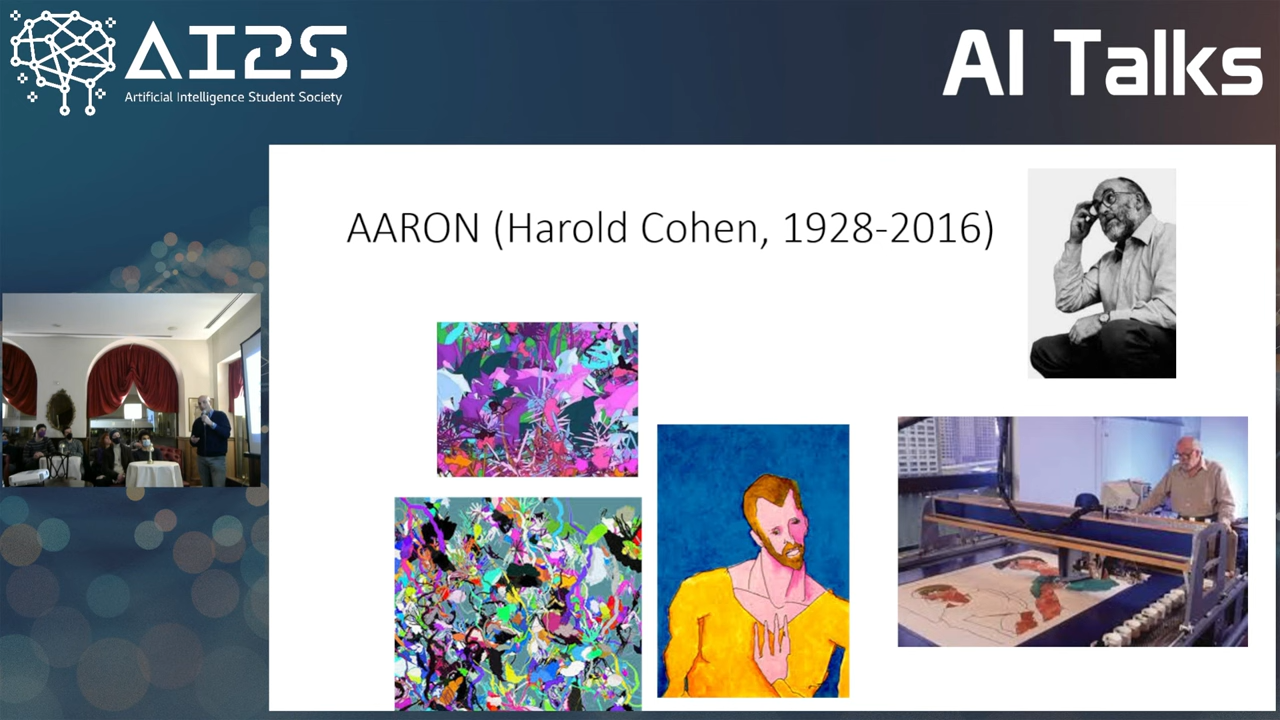 AI2S
Artificial Intelligence Student Society
AI Talks
AARON (Harold Cohen, 1928-2016)